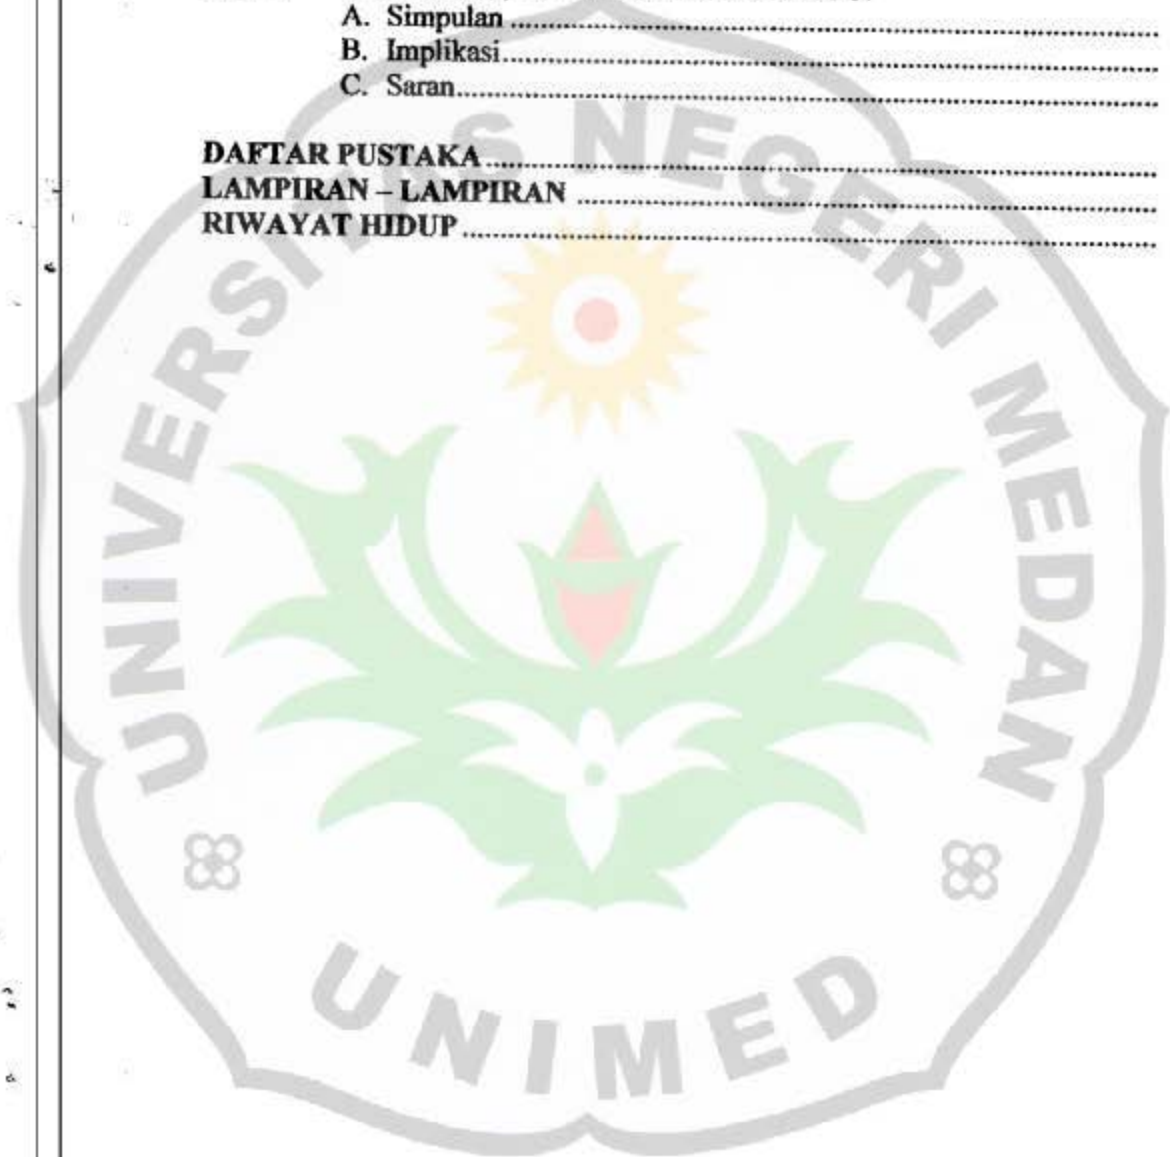 A. Simpulan ................................................
B. Implikasi ................................................
C. Saran ................................................
DAFTAR PUSTAKA ................................................
LAMPIRAN – LAMPIRAN ................................................
RIWAYAT HIDUP ................................................
UNIVERSITAS NEGERI MEDAN
UNIMED